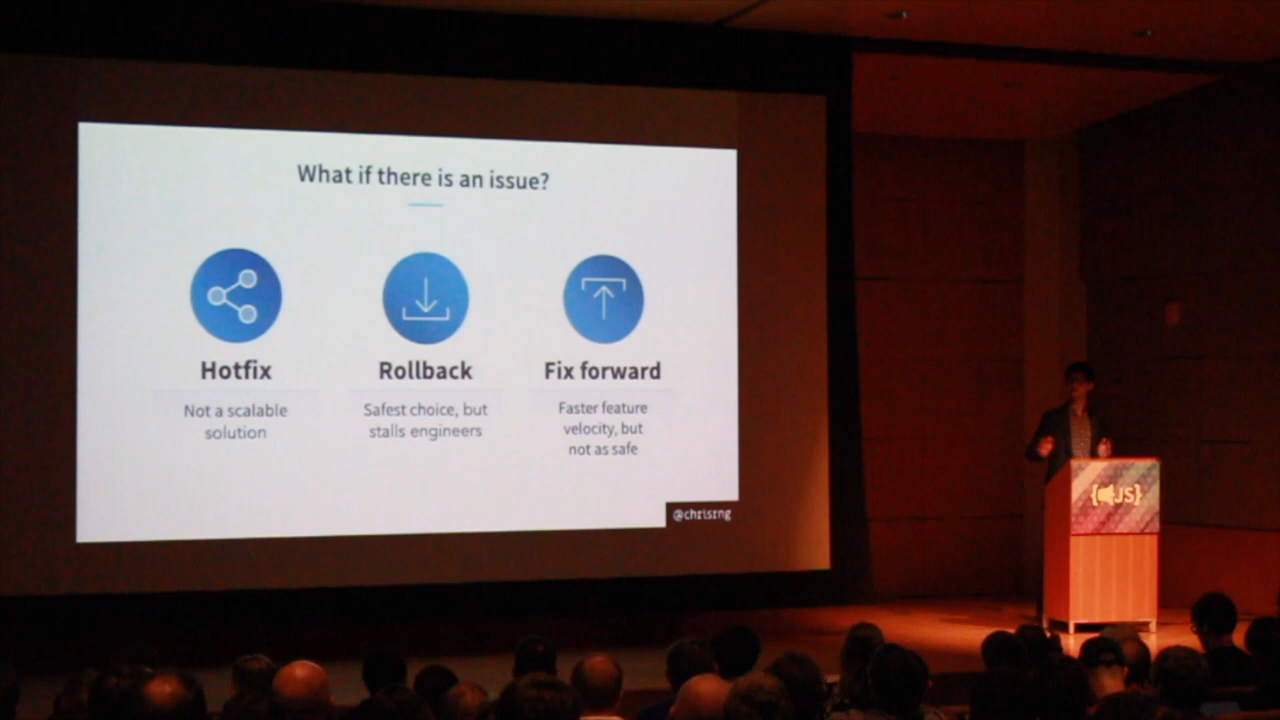 What if there is an issue?
Hotfix
Not a scalable
solution
Rollback
Safest choice, but
stalls engineers
Fix forward
Faster feature
velocity, but
not as safe
@chrisrng
{JS}